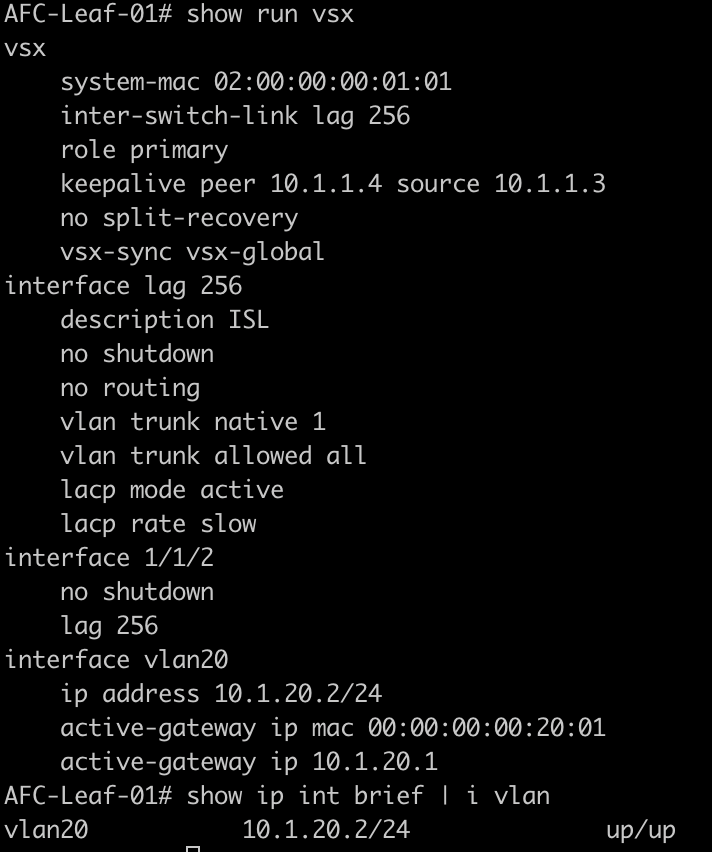 AFC-Leaf-01# show run vsx
vsx
    system-mac 02:00:00:00:01:01
    inter-switch-link lag 256
    role primary
    keepalive peer 10.1.1.4 source 10.1.1.3
    no split-recovery
    vsx-sync vsx-global
interface lag 256
    description ISL
    no shutdown
    no routing
    vlan trunk native 1
    vlan trunk allowed all
    lacp mode active
    lacp rate slow
interface 1/1/2
    no shutdown
    lag 256
interface vlan20
    ip address 10.1.20.2/24
    active-gateway ip mac 00:00:00:00:20:01
    active-gateway ip 10.1.20.1
AFC-Leaf-01# show ip int brief | i vlan
vlan20           10.1.20.2/24              up/up